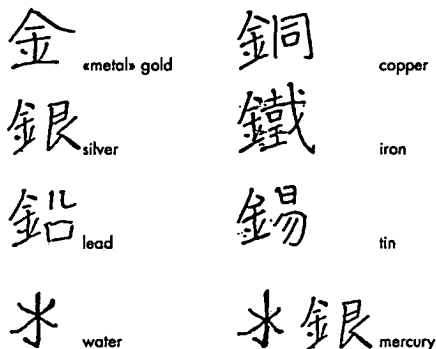 金 «metal» gold 銅 copper
銀 silver 鐵 iron
鉛 lead 錫 tin
水 water 水銀 mercury